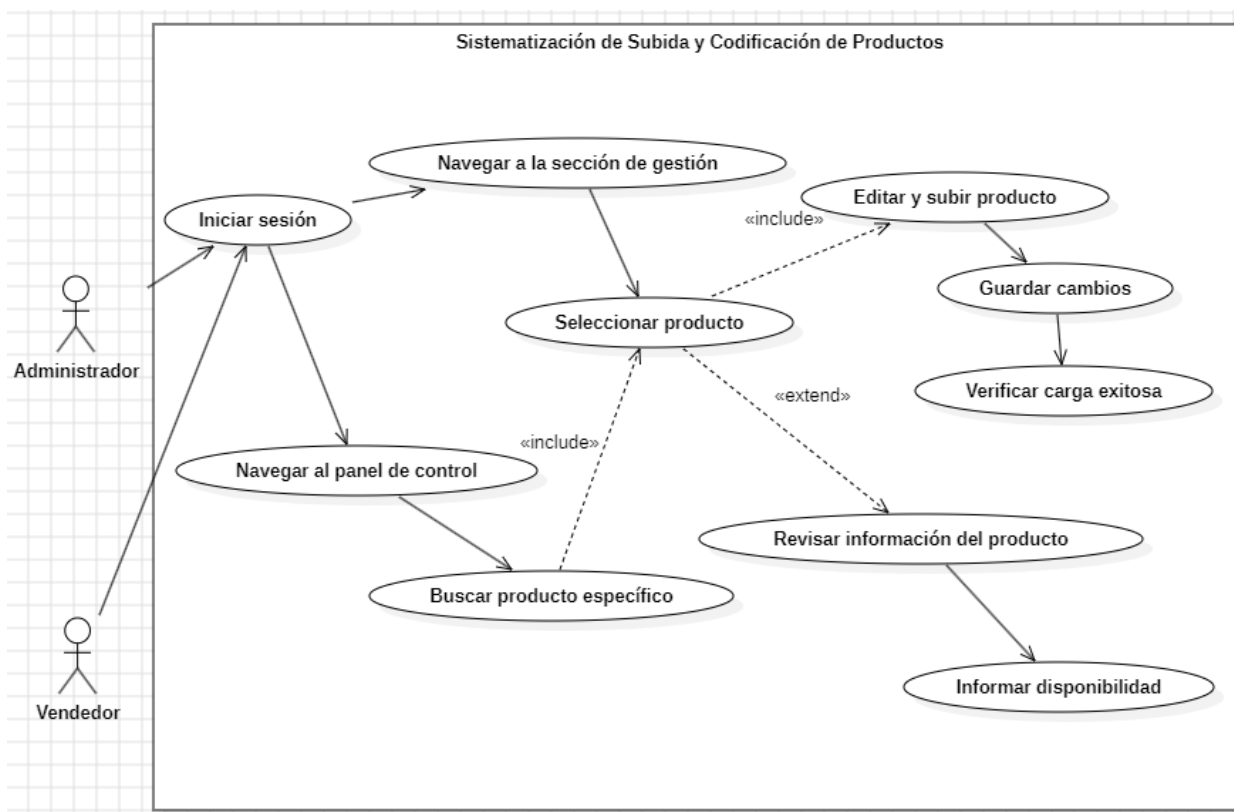 Sistematización de Subida y Codificación de Productos
Navegar a la sección de gestión
Editar y subir producto
Iniciar sesión
«include»
Guardar cambios
Seleccionar producto
Administrador
Verificar carga exitosa
«extend»
«include»
Navegar al panel de control
Revisar información del producto
Buscar producto específico
Informar disponibilidad
Vendedor